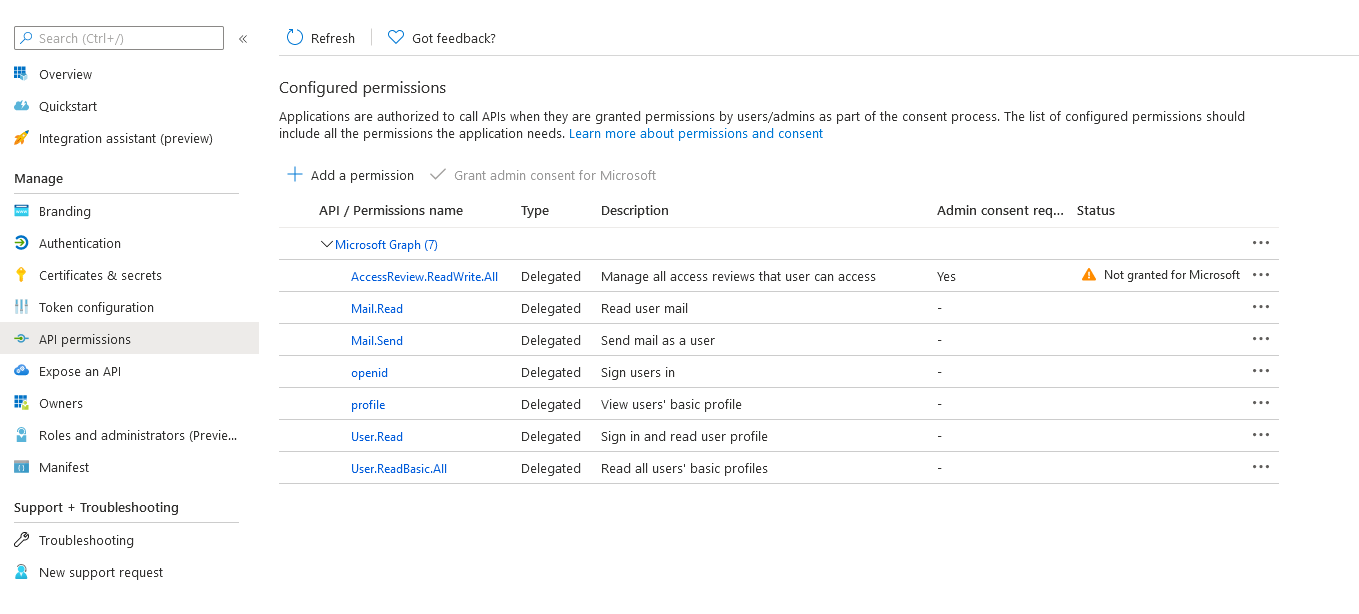 Search (Ctrl+/)
«
Overview
Quickstart
Integration assistant (preview)
Manage
Branding
Authentication
Certificates & secrets
Token configuration
API permissions
Expose an API
Owners
Roles and administrators (Previe...
Manifest
Support + Troubleshooting
Troubleshooting
New support request
Refresh
Got feedback?
Configured permissions
Applications are authorized to call APIs when they are granted permissions by users/admins as part of the consent process. The list of configured permissions should
include all the permissions the application needs. Learn more about permissions and consent
Add a permission
Grant admin consent for Microsoft
API / Permissions name Type Description Admin consent req... Status
Microsoft Graph (7) ...
AccessReview.ReadWrite.All Delegated Manage all access reviews that user can access Yes Not granted for Microsoft ...
Mail.Read Delegated Read user mail - ...
Mail.Send Delegated Send mail as a user - ...
openid Delegated Sign users in - ...
profile Delegated View users' basic profile - ...
User.Read Delegated Sign in and read user profile - ...
User.ReadBasic.All Delegated Read all users' basic profiles - ...